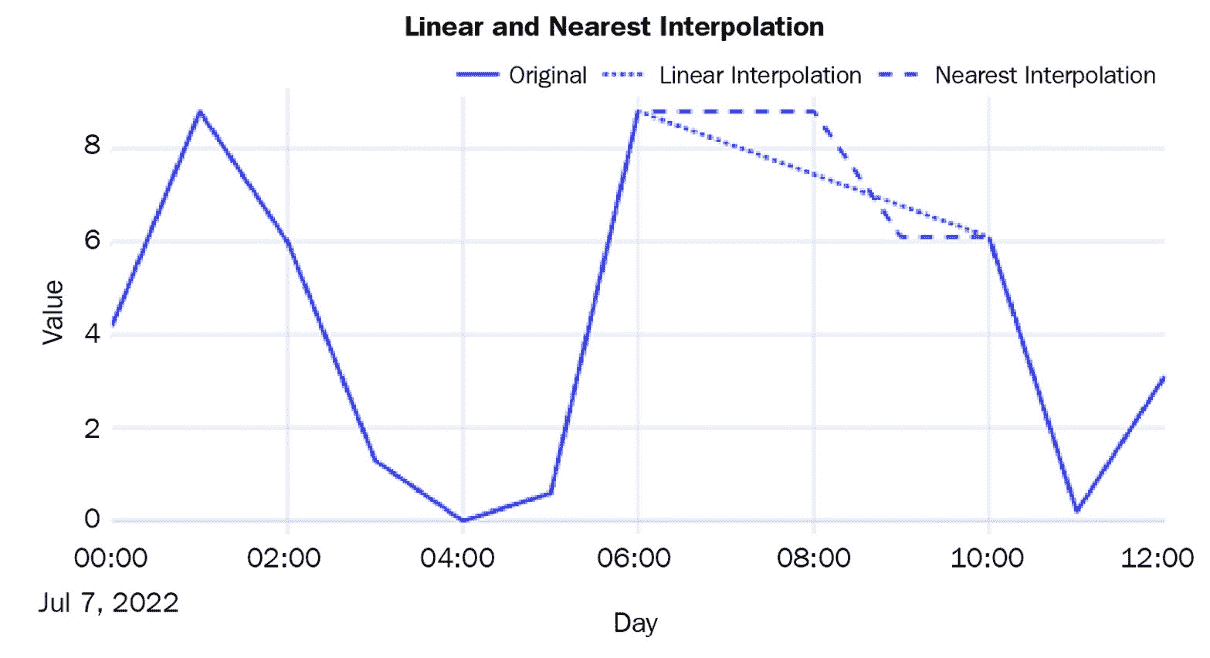 Linear and Nearest Interpolation
Original Linear Interpolation Nearest Interpolation
8
6
4
2
0
Value
00:00 02:00 04:00 06:00 08:00 10:00 12:00
Jul 7, 2022
Day